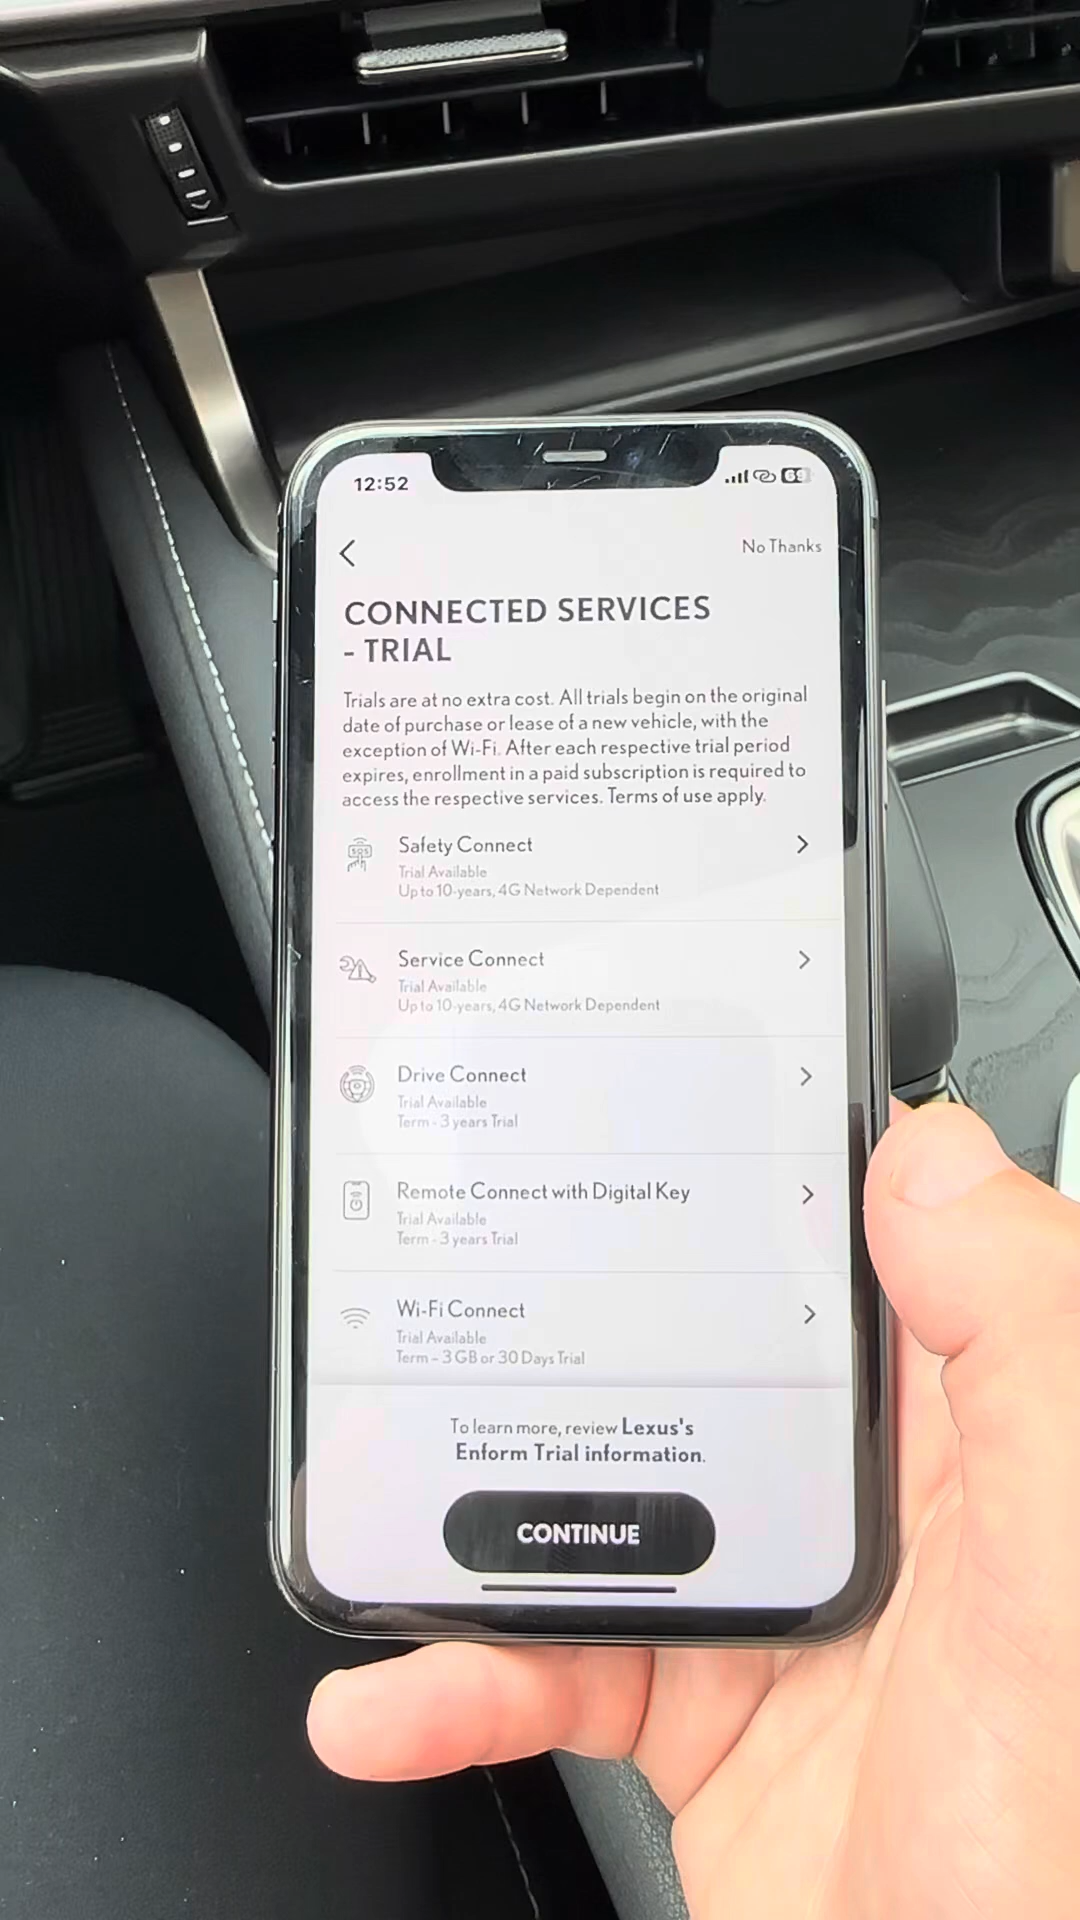 12:52
69
No Thanks
CONNECTED SERVICES
- TRIAL
Trials are at no extra cost. All trials begin on the original
date of purchase or lease of a new vehicle, with the
exception of Wi-Fi. After each respective trial period
expires, enrollment in a paid subscription is required to
access the respective services. Terms of use apply.
SOS
Safety Connect
Trial Available
Up to 10-years, 4G Network Dependent
Service Connect
Trial Available
Up to 10-years, 4G Network Dependent
Drive Connect
Trial Available
Term - 3 years Trial
Remote Connect with Digital Key
Trial Available
Term - 3 years Trial
Wi-Fi Connect
Trial Available
Term – 3 GB or 30 Days Trial
To learn more, review Lexus's
Enform Trial information.
CONTINUE